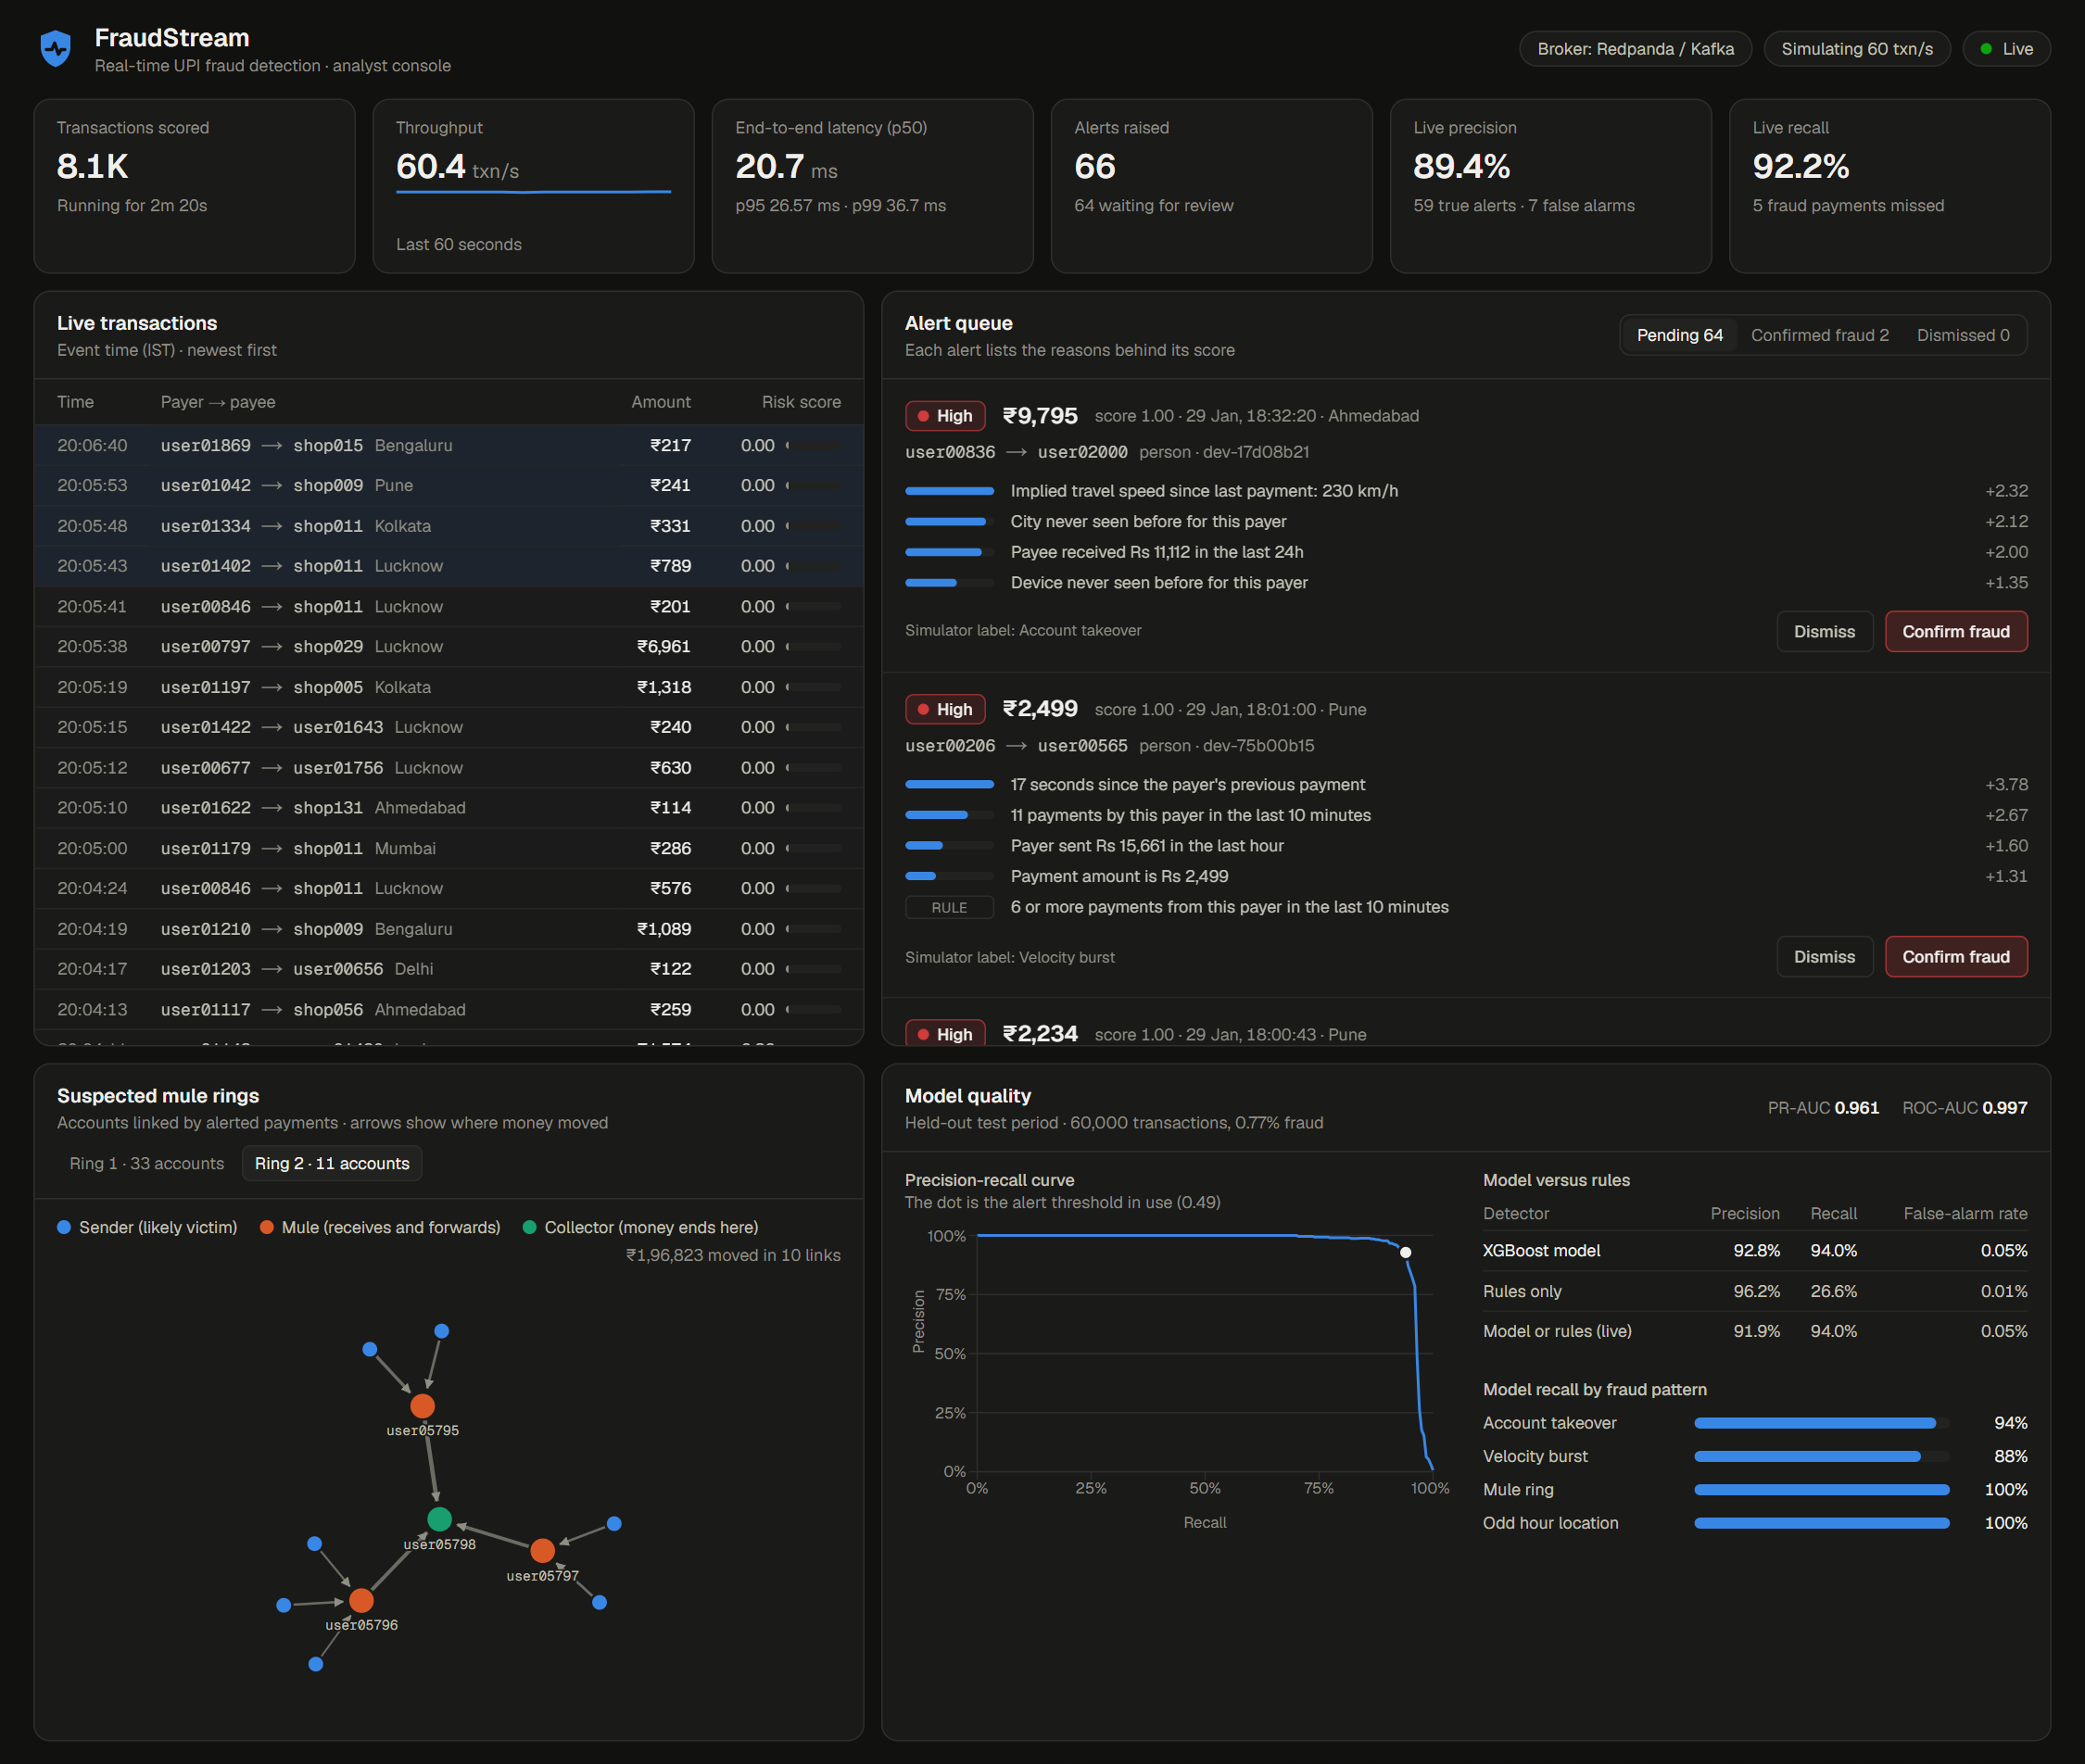 FraudStream
Real-time UPI fraud detection · analyst console
Broker: Redpanda / Kafka
Simulating 60 txn/s
Live
Transactions scored
8.1K
Running for 2m 20s
Throughput
60.4 txn/s
Last 60 seconds
End-to-end latency (p50)
20.7 ms
p95 26.57 ms · p99 36.7 ms
Alerts raised
66
64 waiting for review
Live precision
89.4%
59 true alerts · 7 false alarms
Live recall
92.2%
5 fraud payments missed
Live transactions
Event time (IST) · newest first
Time Payer → payee Amount Risk score
20:06:40 user01869 → shop015 Bengaluru ₹217 0.00
20:05:53 user01042 → shop009 Pune ₹241 0.00
20:05:48 user01334 → shop011 Kolkata ₹331 0.00
20:05:43 user01402 → shop011 Lucknow ₹789 0.00
20:05:41 user00846 → shop011 Lucknow ₹201 0.00
20:05:38 user00797 → shop029 Lucknow ₹6,961 0.00
20:05:19 user01197 → shop005 Kolkata ₹1,318 0.00
20:05:15 user01422 → user01643 Lucknow ₹240 0.00
20:05:12 user00677 → user01756 Lucknow ₹630 0.00
20:05:10 user01622 → shop131 Ahmedabad ₹114 0.00
20:05:00 user01179 → shop011 Mumbai ₹286 0.00
20:04:24 user00846 → shop011 Lucknow ₹576 0.00
20:04:19 user01210 → shop009 Bengaluru ₹1,089 0.00
20:04:17 user01203 → user00656 Delhi ₹122 0.00
20:04:13 user01117 → shop056 Ahmedabad ₹259 0.00
Alert queue
Each alert lists the reasons behind its score
Pending 64 Confirmed fraud 2 Dismissed 0
High ₹9,795 score 1.00 · 29 Jan, 18:32:20 · Ahmedabad
user00836 → user02000 person · dev-17d08b21
Implied travel speed since last payment: 230 km/h +2.32
City never seen before for this payer +2.12
Payee received Rs 11,112 in the last 24h +2.00
Device never seen before for this payer +1.35
Simulator label: Account takeover
Dismiss
Confirm fraud
High ₹2,499 score 1.00 · 29 Jan, 18:01:00 · Pune
user00206 → user00565 person · dev-75b00b15
17 seconds since the payer's previous payment +3.78
11 payments by this payer in the last 10 minutes +2.67
Payer sent Rs 15,661 in the last hour +1.60
Payment amount is Rs 2,499 +1.31
RULE 6 or more payments from this payer in the last 10 minutes
Simulator label: Velocity burst
Dismiss
Confirm fraud
High ₹2,234 score 1.00 · 29 Jan, 18:00:43 · Pune
Suspected mule rings
Accounts linked by alerted payments · arrows show where money moved
Ring 1 · 33 accounts Ring 2 · 11 accounts
Sender (likely victim) Mule (receives and forwards) Collector (money ends here)
₹1,96,823 moved in 10 links
user05795
user05798
user05797
user05796
Model quality
Held-out test period · 60,000 transactions, 0.77% fraud
PR-AUC 0.961 ROC-AUC 0.997
Precision-recall curve
The dot is the alert threshold in use (0.49)
100%
75%
50%
25%
0%
Precision
0% 25% 50% 75% 100%
Recall
Model versus rules
Detector Precision Recall False-alarm rate
XGBoost model 92.8% 94.0% 0.05%
Rules only 96.2% 26.6% 0.01%
Model or rules (live) 91.9% 94.0% 0.05%
Model recall by fraud pattern
Account takeover 94%
Velocity burst 88%
Mule ring 100%
Odd hour location 100%